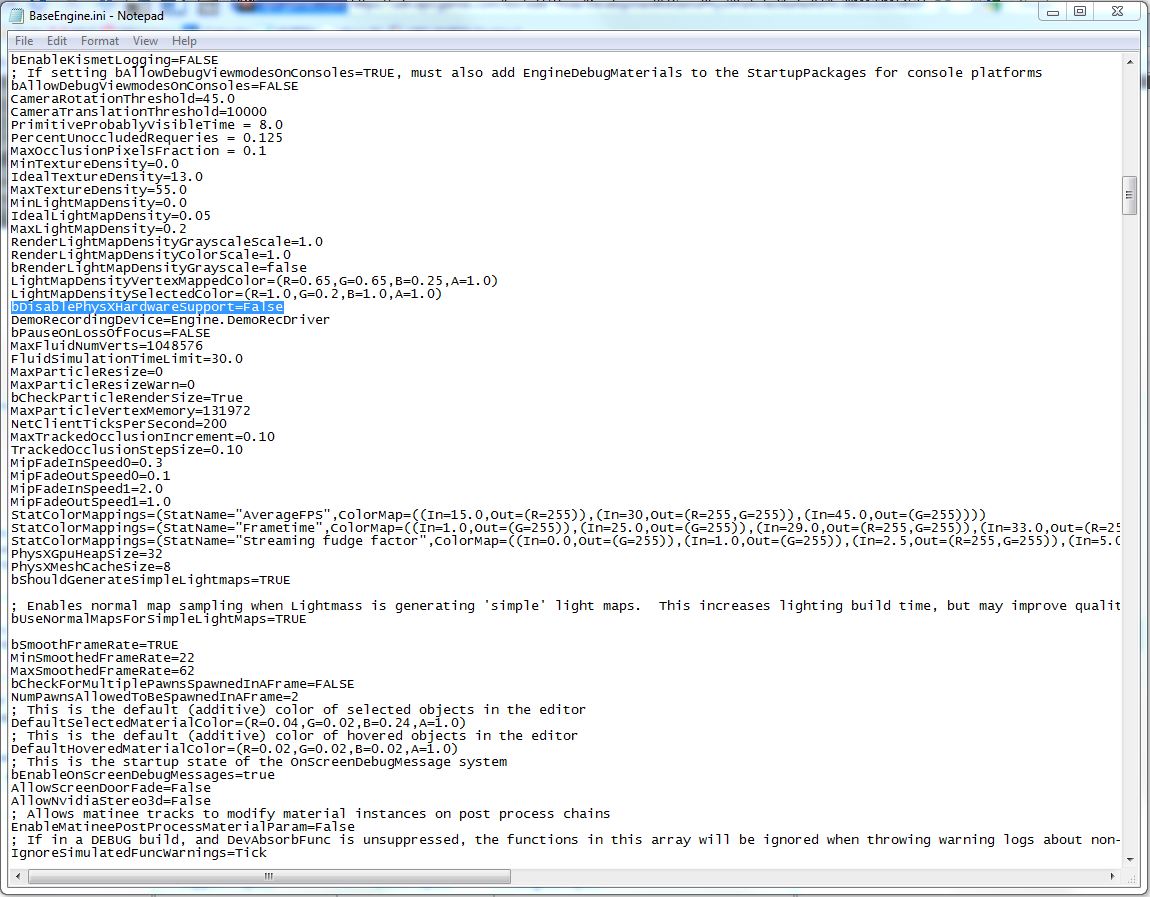 BaseEngine.ini - Notepad
File Edit Format View Help
bEnableKismetLogging=FALSE
; If setting bAllowDebugViewmodesOnConsoles=TRUE, must also add EngineDebugMaterials to the StartupPackages for console platforms
bAllowDebugViewmodesOnConsoles=FALSE
CameraRotationThreshold=45.0
CameraTranslationThreshold=10000
PrimitiveProbablyVisibleTime = 8.0
PercentUnoccludedRequeries = 0.125
MaxOcclusionPixelsFraction = 0.1
MinTextureDensity=0.0
IdealTextureDensity=13.0
MaxTextureDensity=55.0
MinLightMapDensity=0.0
IdealLightMapDensity=0.05
MaxLightMapDensity=0.2
RenderLightMapDensityGrayscaleScale=1.0
RenderLightMapDensityColorScale=1.0
bRenderLightMapDensityGrayscale=false
LightMapDensityVertexMappedColor=(R=0.65,G=0.65,B=0.25,A=1.0)
LightMapDensitySelectedColor=(R=1.0,G=0.2,B=1.0,A=1.0)
bDisablePhysXHardwareSupport=False
DemoRecordingDevice=Engine.DemoRecDriver
bPauseOnLossOfFocus=FALSE
MaxFluidNumVerts=1048576
FluidSimulationTimeLimit=30.0
MaxParticleResize=0
MaxParticleResizeWarn=0
bCheckParticleRenderSize=True
MaxParticleVertexMemory=131972
NetClientTicksPerSecond=200
MaxTrackedOcclusionIncrement=0.10
TrackedOcclusionStepSize=0.10
MipFadeInSpeed0=0.3
MipFadeOutSpeed0=0.1
MipFadeInSpeed1=2.0
MipFadeOutSpeed1=1.0
StatColorMappings=(StatName="AverageFPS",ColorMap=((In=15.0,Out=(R=255)),(In=30,Out=(R=255,G=255)),(In=45.0,Out=(G=255))))
StatColorMappings=(StatName="Frametime",ColorMap=((In=1.0,Out=(G=255)),(In=25.0,Out=(G=255)),(In=29.0,Out=(R=255,G=255)),(In=33.0,Out=(R=25
StatColorMappings=(StatName="Streaming fudge factor",ColorMap=((In=0.0,Out=(G=255)),(In=1.0,Out=(G=255)),(In=2.5,Out=(R=255,G=255)),(In=5.0
PhysXGpuHeapSize=32
PhysXMeshCacheSize=8
bShouldGenerateSimpleLightmaps=TRUE
; Enables normal map sampling when Lightmass is generating 'simple' light maps.  This increases lighting build time, but may improve qualit
bUseNormalMapsForSimpleLightMaps=TRUE
bSmoothFrameRate=TRUE
MinSmoothedFrameRate=22
MaxSmoothedFrameRate=62
bCheckForMultiplePawnsSpawnedInAFrame=FALSE
NumPawnsAllowedToBeSpawnedInAFrame=2
; This is the default (additive) color of selected objects in the editor
DefaultSelectedMaterialColor=(R=0.04,G=0.02,B=0.24,A=1.0)
; This is the default (additive) color of hovered objects in the editor
DefaultHoveredMaterialColor=(R=0.02,G=0.02,B=0.02,A=1.0)
; This is the startup state of the OnScreenDebugMessage system
bEnableOnScreenDebugMessages=true
AllowScreenDoorFade=False
AllowNvidiaStereo3d=False
; Allows matinee tracks to modify material instances on post process chains
EnableMatineePostProcessMaterialParam=False
; If in a DEBUG build, and DevAbsorbFunc is unsuppressed, the functions in this array will be ignored when throwing warning logs about non-
IgnoreSimulatedFuncWarnings=Tick